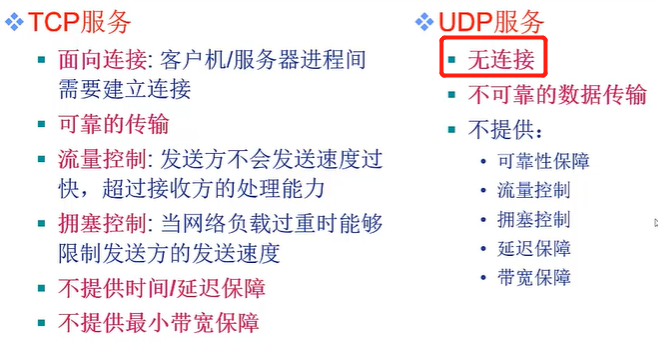 TCP服务
面向连接: 客户机/服务器进程间
需要建立连接
可靠的传输
流量控制: 发送方不会发送速度过
快，超过接收方的处理能力
拥塞控制: 当网络负载过重时能够
限制发送方的发送速度
不提供时间/延迟保障
不提供最小带宽保障
UDP服务
无连接
不可靠的数据传输
不提供：
可靠性保障
流量控制
拥塞控制
延迟保障
带宽保障